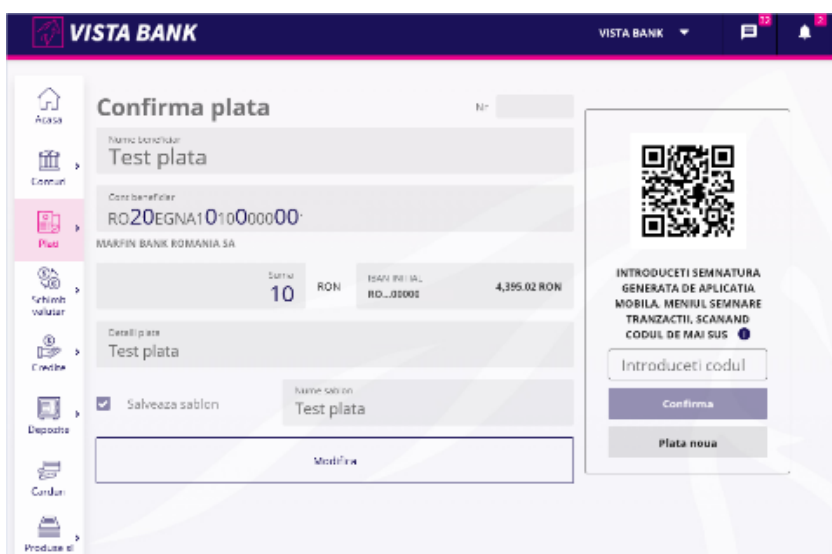 VISTA BANK
VISTA BANK
2
Acasa
Conturi
Plati
Schimb
valutar
Credite
Depozite
Carduri
Produse si
Confirma plata
Nr
Nume beneficiar
Test plata
Cont beneficiar
RO20EGNA1010100000000
MARFIN BANK ROMANIA SA
Suma
10
RON
IBAN INITIAL
RO...00000
4,395.02 RON
Detalii plata
Test plata
Salveaza sablon
Nume sablon
Test plata
Modifica
INTRODUCETI SEMNATURA
GENERATA DE APLICATIA
MOBILA, MENIUL SEMNARE
TRANZACTII, SCANAND
CODUL DE MAI SUS
Introduceti codul
Confirma
Plata noua